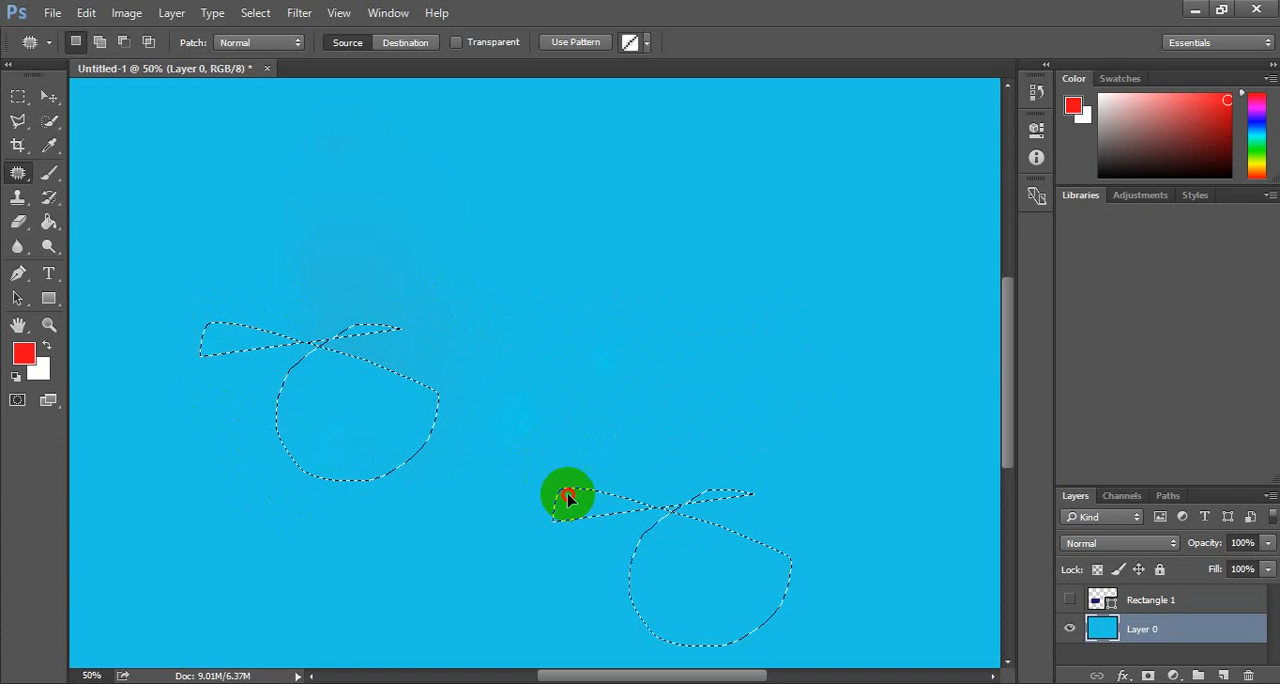 Ps File Edit Image Layer Type Select Filter View Window Help
Patch: Normal Source Destination Transparent Use Pattern Essentials
Untitled-1 @ 50% (Layer 0, RGB/8) * ×
Color Swatches
Libraries Adjustments Styles
T
Layers Channels Paths
Kind T
Normal Opacity: 100%
Lock: Fill: 100%
Rectangle 1
Layer 0
50% Doc: 9.01M/6.37M fx